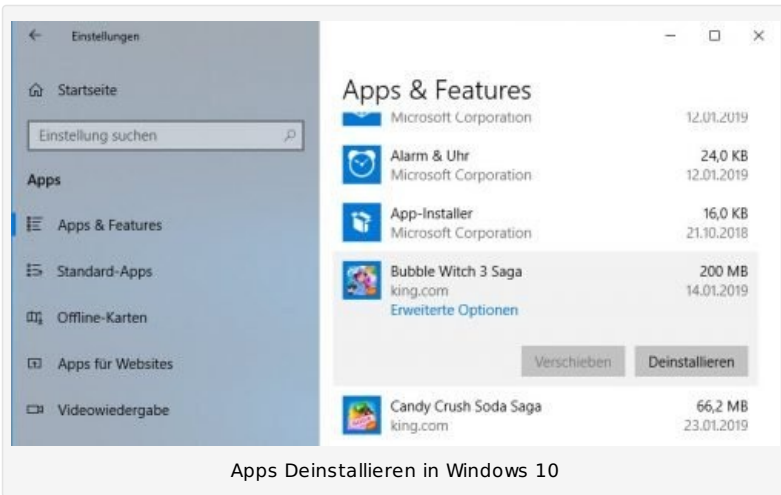 Einstellungen
Startseite
Einstellung suchen
Apps
Apps & Features
Standard-Apps
Offline-Karten
Apps für Websites
Videowiedergabe
Apps & Features
Microsoft Corporation 12.01.2019
Alarm & Uhr 24,0 KB
Microsoft Corporation 12.01.2019
App-Installer 16,0 KB
Microsoft Corporation 21.10.2018
Bubble Witch 3 Saga 200 MB
king.com 14.01.2019
Erweiterte Optionen
Verschieben Deinstallieren
Candy Crush Soda Saga 66,2 MB
king.com 23.01.2019
Apps Deinstallieren in Windows 10